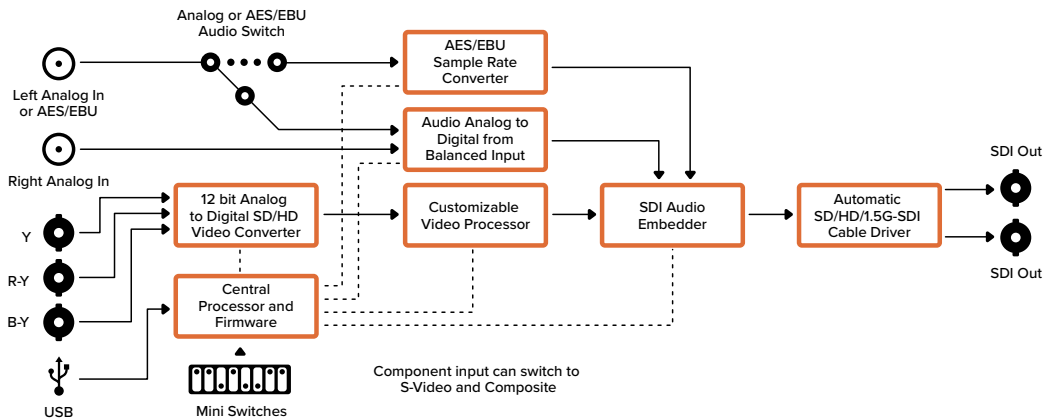 Analog or AES/EBU
Audio Switch
Left Analog In
or AES/EBU
Right Analog In
AES/EBU
Sample Rate
Converter
Audio Analog to
Digital from
Balanced Input
Y
R-Y
B-Y
USB
12 bit Analog
to Digital SD/HD
Video Converter
Customizable
Video Processor
SDI Audio
Embedder
Automatic
SD/HD/1.5G-SDI
Cable Driver
SDI Out
SDI Out
Central
Processor and
Firmware
Mini Switches
Component input can switch to
S-Video and Composite